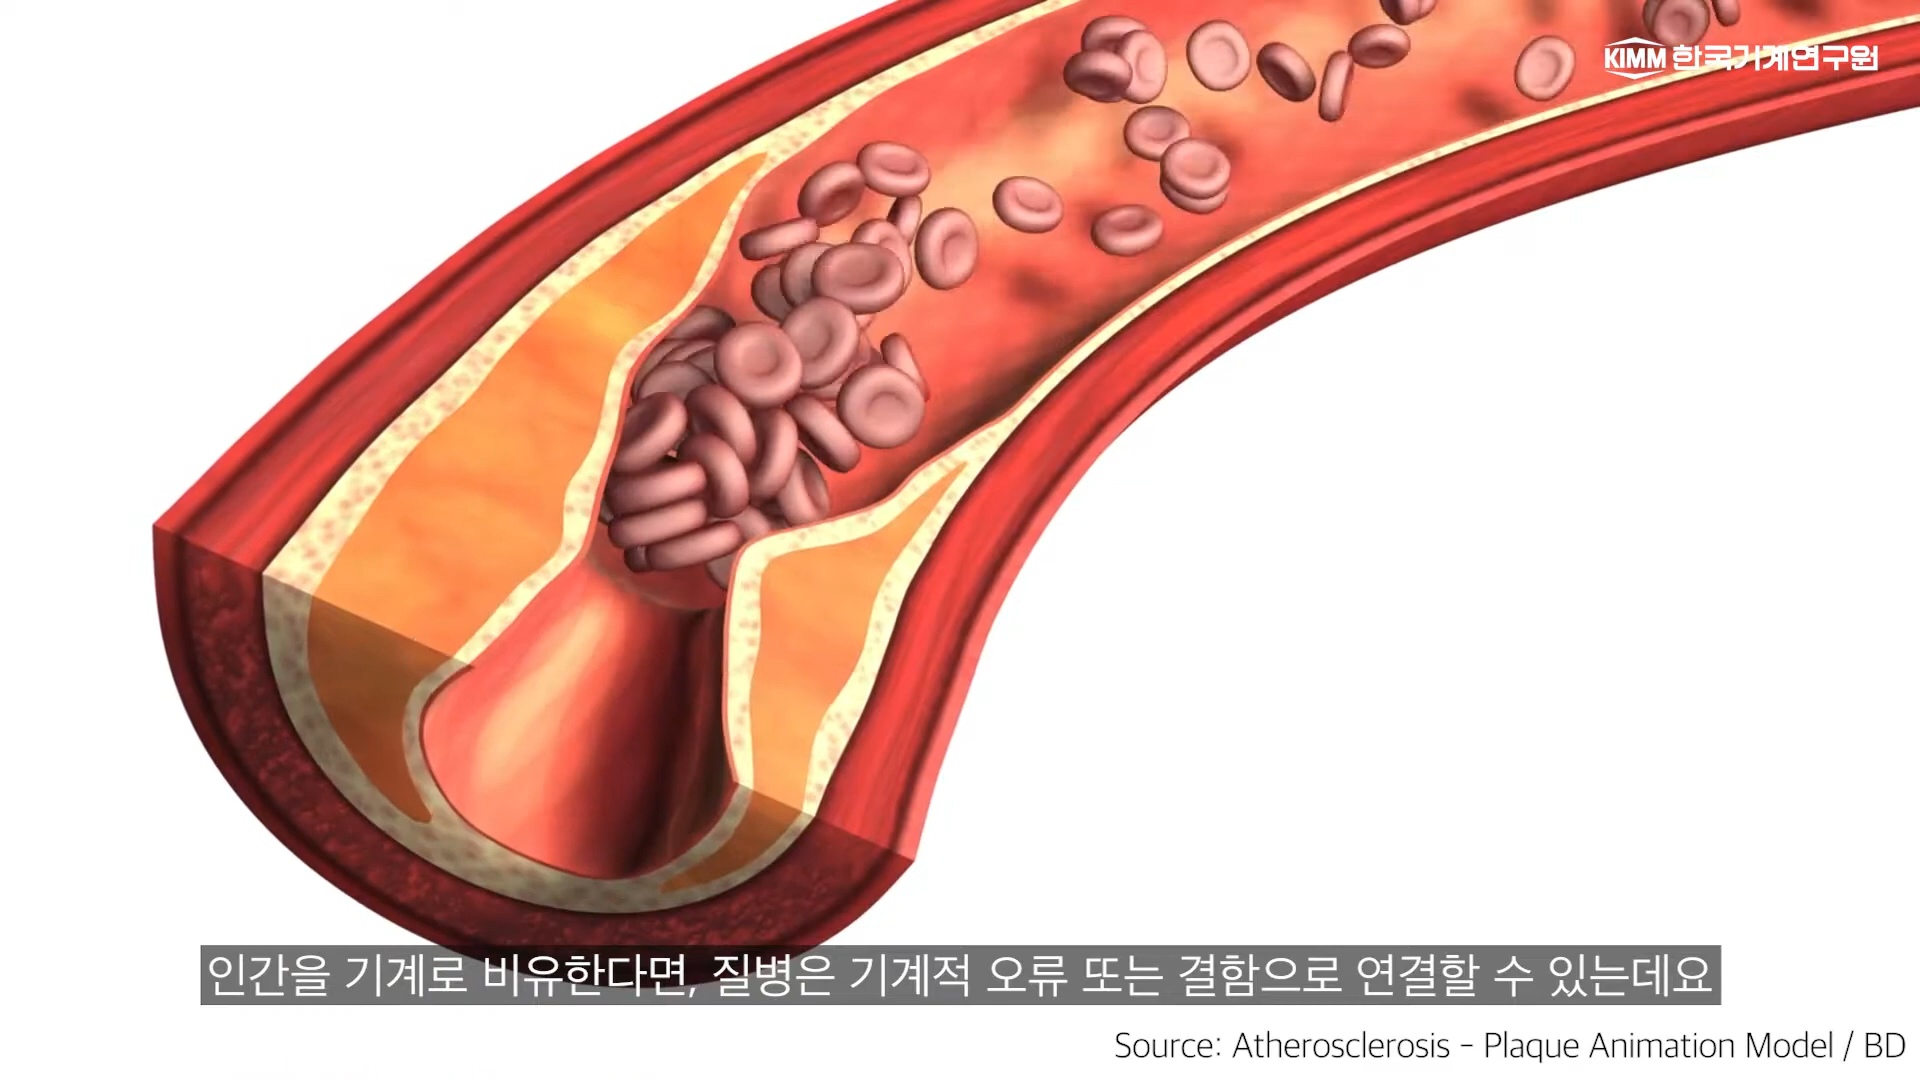 KIMM 한국기계연구원
인간을 기계로 비유한다면, 질병은 기계적 오류 또는 결함으로 연결할 수 있는데요
Source: Atherosclerosis - Plaque Animation Model / BD